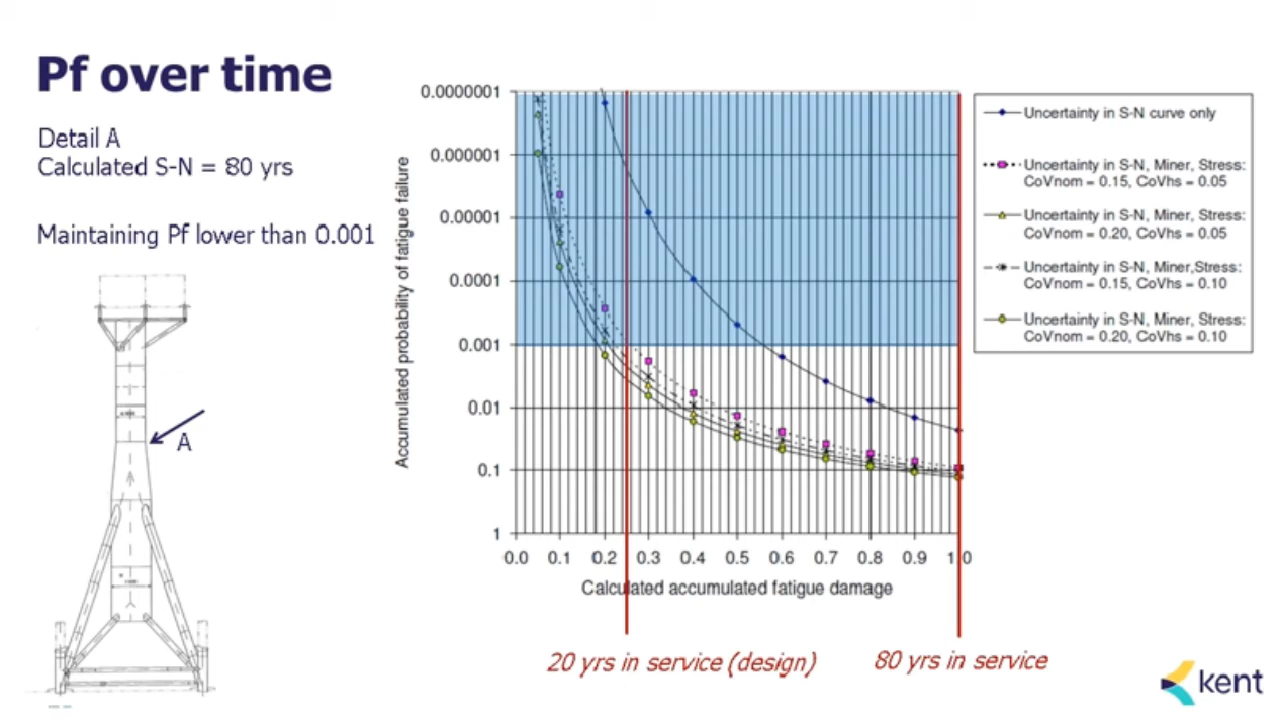 Pf over time
Detail A
Calculated S-N = 80 yrs
Maintaining Pf lower than 0.001
A
Accumulated probability of fatigue failure
0.0000001
0.000001
0.00001
0.0001
0.001
0.01
0.1
1
0.0 0.1 0.2 0.3 0.4 0.5 0.6 0.7 0.8 0.9 1.0
Calculated accumulated fatigue damage
20 yrs in service (design)
80 yrs in service
Uncertainty in S-N curve only
Uncertainty in S-N, Miner, Stress:
CoVnom = 0.15, CoVhs = 0.05
Uncertainty in S-N, Miner, Stress:
CoVnom = 0.20, CoVhs = 0.05
Uncertainty in S-N, Miner,Stress:
CoVnom = 0.15, CoVhs = 0.10
Uncertainty in S-N, Miner, Stress:
CoVnom = 0.20, CoVhs = 0.10
kent